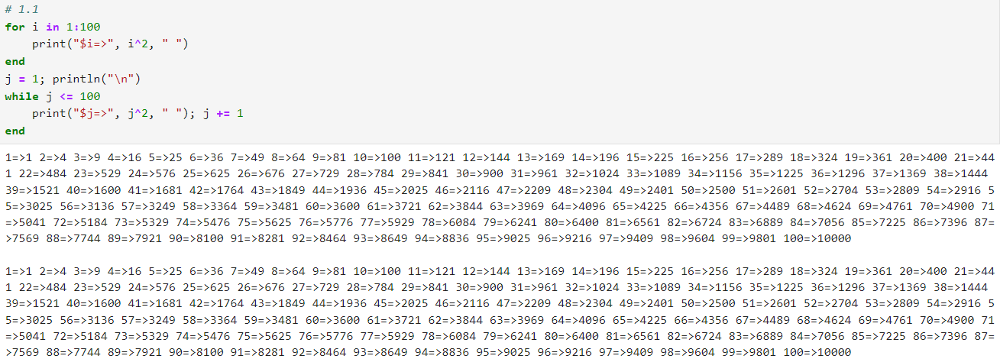 # 1.1
for i in 1:100
    print("$i=>", i^2, " ")
end
j = 1; println("\n")
while j <= 100
    print("$j=>", j^2, " "); j += 1
end
1=>1 2=>4 3=>9 4=>16 5=>25 6=>36 7=>49 8=>64 9=>81 10=>100 11=>121 12=>144 13=>169 14=>196 15=>225 16=>256 17=>289 18=>324 19=>361 20=>400 21=>44
1 22=>484 23=>529 24=>576 25=>625 26=>676 27=>729 28=>784 29=>841 30=>900 31=>961 32=>1024 33=>1089 34=>1156 35=>1225 36=>1296 37=>1369 38=>1444
39=>1521 40=>1600 41=>1681 42=>1764 43=>1849 44=>1936 45=>2025 46=>2116 47=>2209 48=>2304 49=>2401 50=>2500 51=>2601 52=>2704 53=>2809 54=>2916 5
5=>3025 56=>3136 57=>3249 58=>3364 59=>3481 60=>3600 61=>3721 62=>3844 63=>3969 64=>4096 65=>4225 66=>4356 67=>4489 68=>4624 69=>4761 70=>4900 71
=>5041 72=>5184 73=>5329 74=>5476 75=>5625 76=>5776 77=>5929 78=>6084 79=>6241 80=>6400 81=>6561 82=>6724 83=>6889 84=>7056 85=>7225 86=>7396 87=
>7569 88=>7744 89=>7921 90=>8100 91=>8281 92=>8464 93=>8649 94=>8836 95=>9025 96=>9216 97=>9409 98=>9604 99=>9801 100=>10000
1=>1 2=>4 3=>9 4=>16 5=>25 6=>36 7=>49 8=>64 9=>81 10=>100 11=>121 12=>144 13=>169 14=>196 15=>225 16=>256 17=>289 18=>324 19=>361 20=>400 21=>44
1 22=>484 23=>529 24=>576 25=>625 26=>676 27=>729 28=>784 29=>841 30=>900 31=>961 32=>1024 33=>1089 34=>1156 35=>1225 36=>1296 37=>1369 38=>1444
39=>1521 40=>1600 41=>1681 42=>1764 43=>1849 44=>1936 45=>2025 46=>2116 47=>2209 48=>2304 49=>2401 50=>2500 51=>2601 52=>2704 53=>2809 54=>2916 5
5=>3025 56=>3136 57=>3249 58=>3364 59=>3481 60=>3600 61=>3721 62=>3844 63=>3969 64=>4096 65=>4225 66=>4356 67=>4489 68=>4624 69=>4761 70=>4900 71
=>5041 72=>5184 73=>5329 74=>5476 75=>5625 76=>5776 77=>5929 78=>6084 79=>6241 80=>6400 81=>6561 82=>6724 83=>6889 84=>7056 85=>7225 86=>7396 87=
>7569 88=>7744 89=>7921 90=>8100 91=>8281 92=>8464 93=>8649 94=>8836 95=>9025 96=>9216 97=>9409 98=>9604 99=>9801 100=>10000